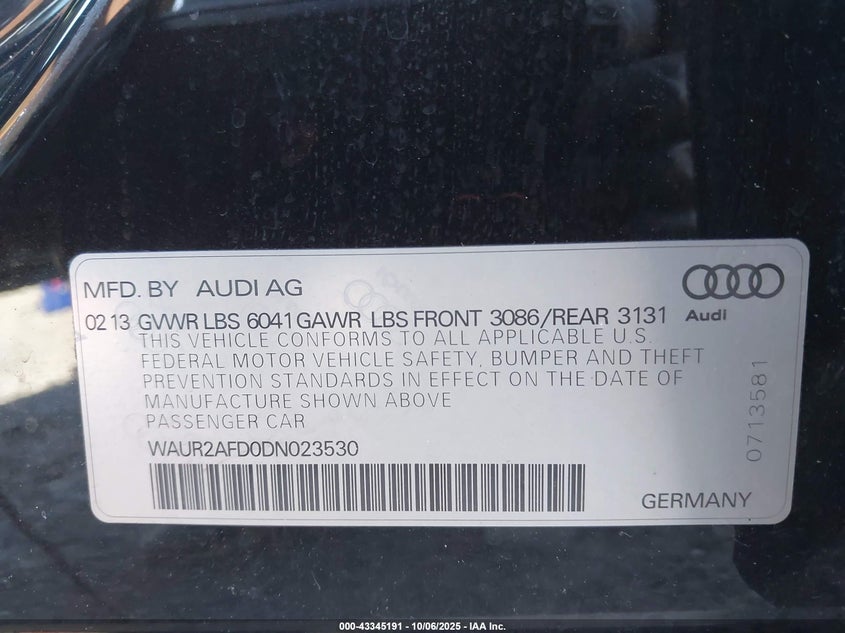 MFD. BY AUDI AG
Audi
02 13 GVWR LBS 6041 GAWR LBS FRONT 3086/REAR 3131
THIS VEHICLE CONFORMS TO ALL APPLICABLE U.S.
FEDERAL MOTOR VEHICLE SAFETY, BUMPER AND THEFT
PREVENTION STANDARDS IN EFFECT ON THE DATE OF
MANUFACTURE SHOWN ABOVE
PASSENGER CAR
WAUR2AFD0DN023530
0713581
GERMANY
000-43345191 - 10/06/2025 - IAA Inc.